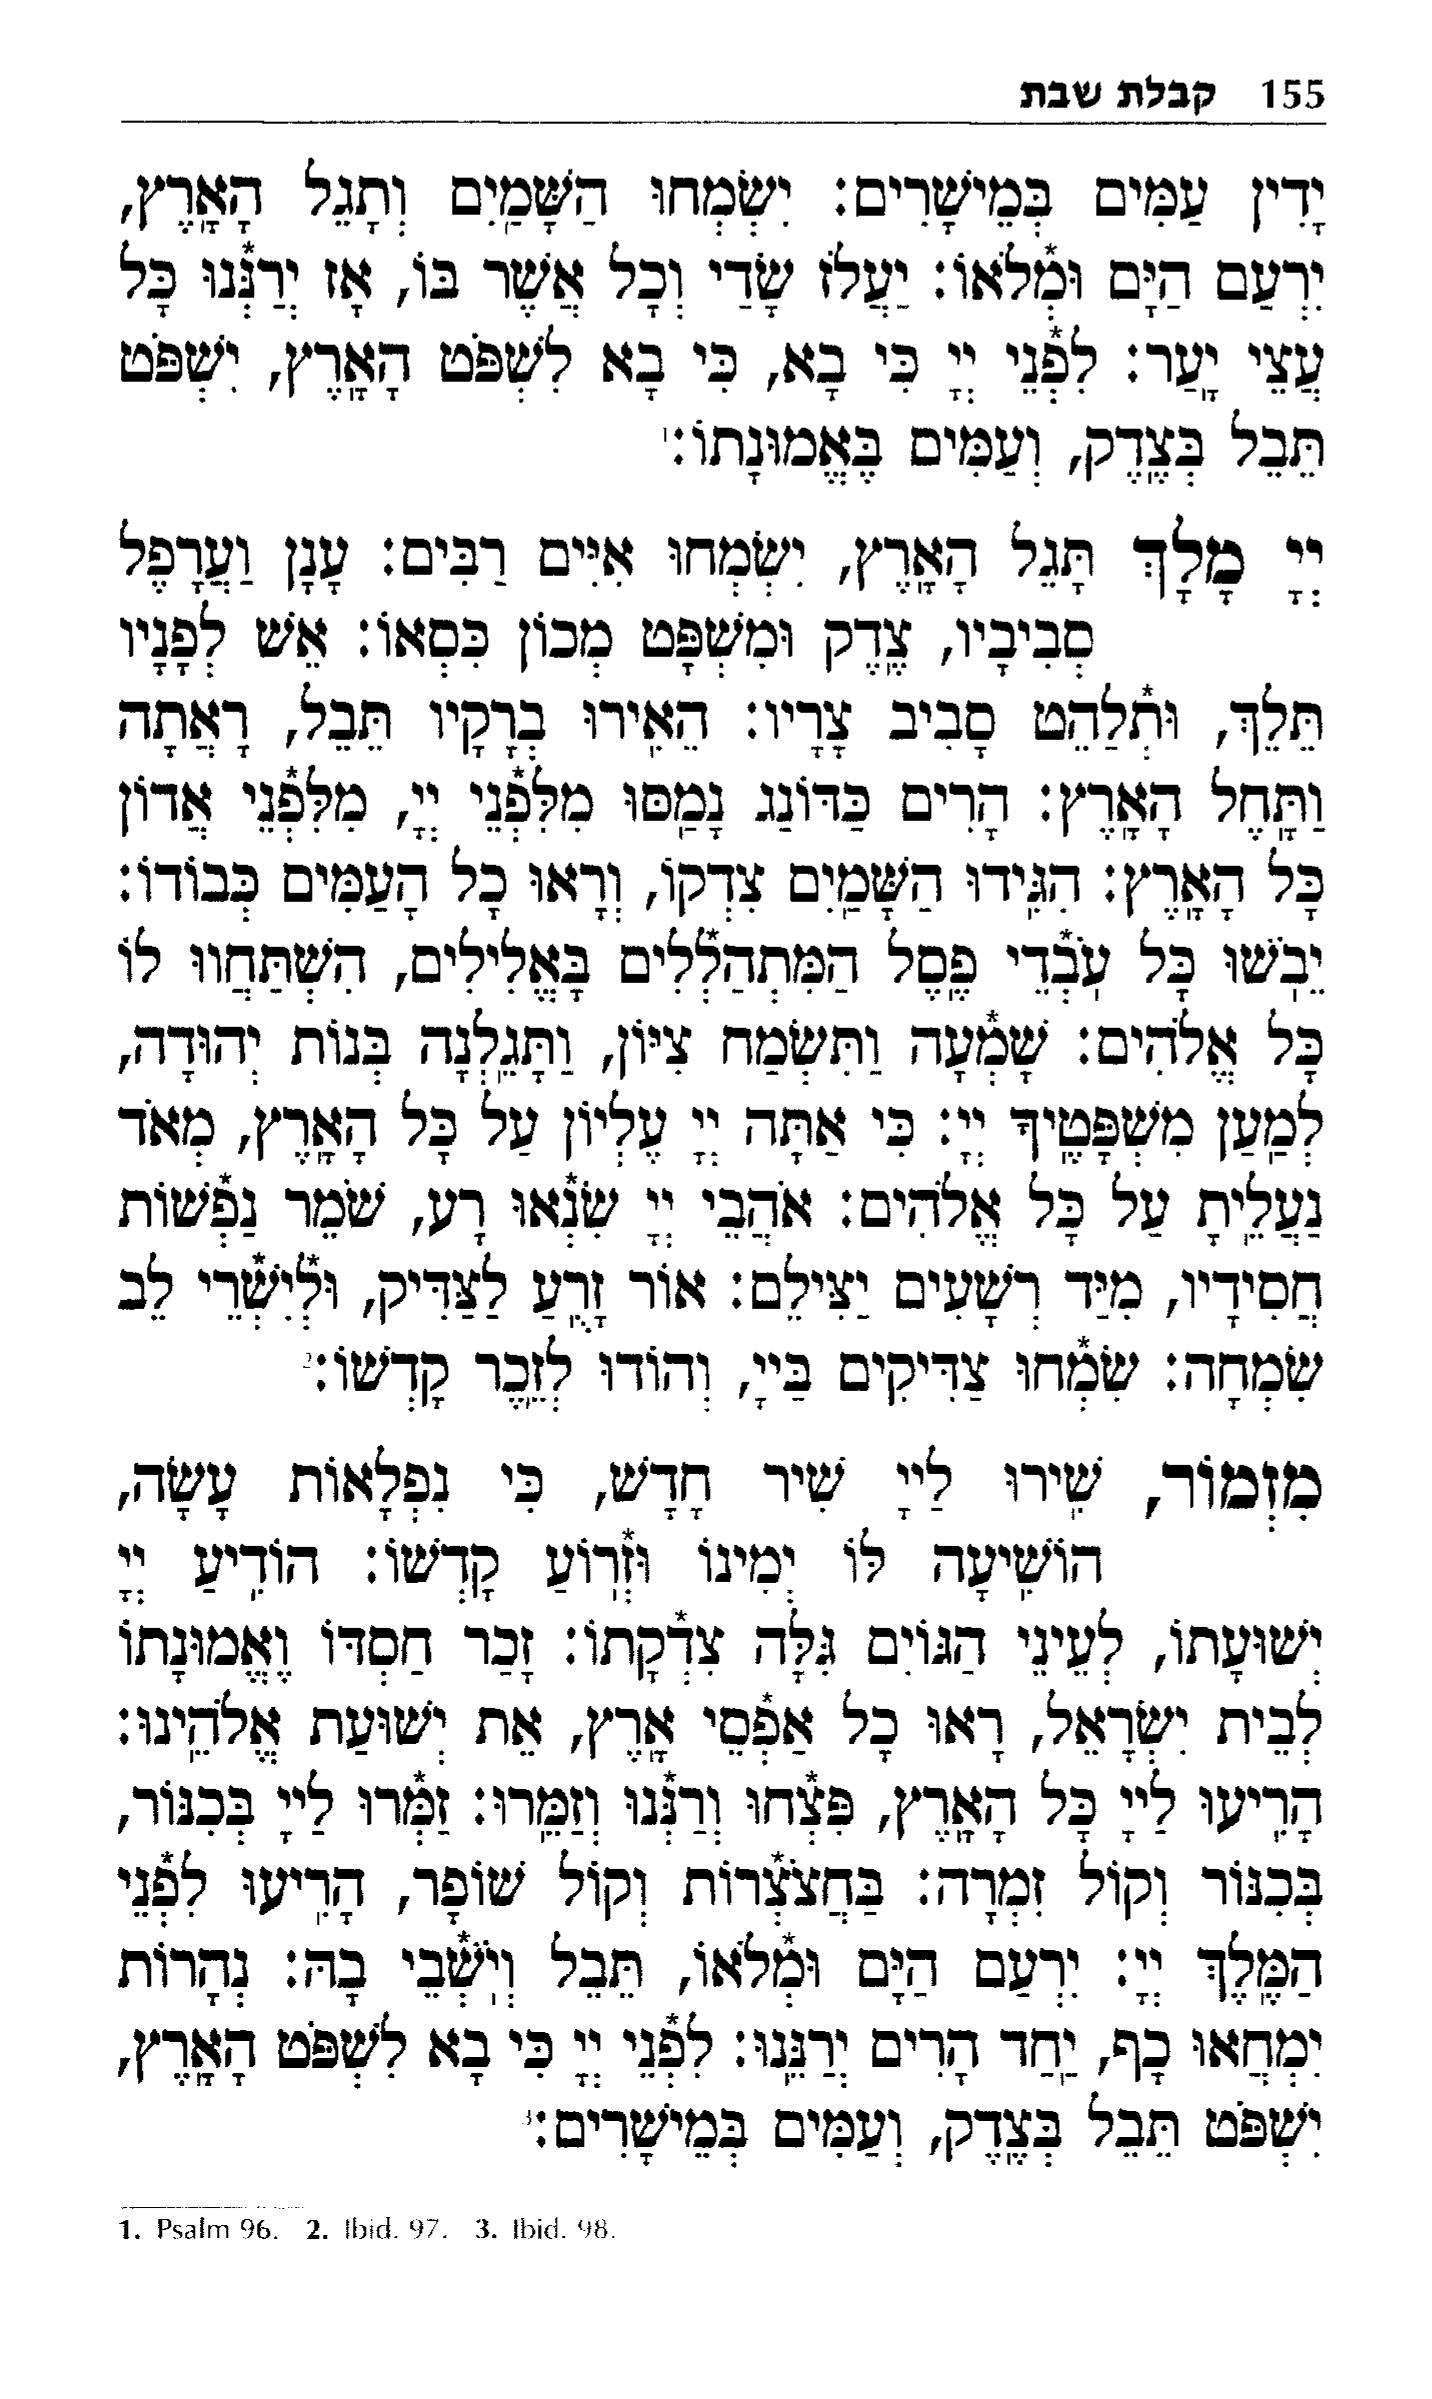 155 קבלת שבת
יָדִין עַמִּים בְּמֵישָׁרִים: יִשְׂמְחוּ הַשָּׁמַיִם וְתָגֵל הָאָרֶץ,
יִרְעַם הַיָּם וּמְ*לֹאוֹ: יַעֲלֹז שָׂדַי וְכָל אֲשֶׁר בּוֹ, אָז יְרַנְּ*נוּ כָּל
עֲצֵי יָעַר: לִפְ*נֵי יְיָ כִּי בָא, כִּי בָא לִשְׁפֹּט הָאָרֶץ, יִשְׁפֹּט
תֵּבֵל בְּצֶדֶק, וְעַמִּים בֶּאֱמוּנָתוֹ:¹
יְיָ מָלָךְ תָּגֵל הָאָרֶץ, יִשְׂמְחוּ אִיִּים רַבִּים: עָנָן וַעֲרָפֶל
סְבִיבָיו, צֶדֶק וּמִשְׁפָּט מְכוֹן כִּסְאוֹ: אֵשׁ לְפָנָיו
תֵּלֵךְ, וּתְ*לַהֵט סָבִיב צָרָיו: הֵאִירוּ בְרָקָיו תֵּבֵל, רָאֲתָה
וַתָּחֶל הָאָרֶץ: הָרִים כַּדּוֹנַג נָמַסּוּ מִלִּפְ*נֵי יְיָ, מִלִּפְ*נֵי אֲדוֹן
כָּל הָאָרֶץ: הִגִּידוּ הַשָּׁמַיִם צִדְקוֹ, וְרָאוּ כָל הָעַמִּים כְּבוֹדוֹ:
יֵבֹשׁוּ כָּל עֹבְ*דֵי פֶסֶל הַמִּתְהַלְ*לִים בָּאֱלִילִים, הִשְׁתַּחֲווּ לוֹ
כָּל אֱלֹהִים: שָׁמְ*עָה וַתִּשְׂמַח צִיּוֹן, וַתָּגֵלְנָה בְּנוֹת יְהוּדָה,
לְמַעַן מִשְׁפָּטֶיךָ יְיָ: כִּי אַתָּה יְיָ עֶלְיוֹן עַל כָּל הָאָרֶץ, מְאֹד
נַעֲלֵיתָ עַל כָּל אֱלֹהִים: אֹהֲבֵי יְיָ שִׂנְ*אוּ רָע, שֹׁמֵר נַפְ*שׁוֹת
חֲסִידָיו, מִיַּד רְשָׁעִים יַצִּילֵם: אוֹר זָרֻעַ לַצַּדִּיק, וּלְ*יִשְׁ*רֵי לֵב
שִׂמְחָה: שִׂמְ*חוּ צַדִּיקִים בַּייָ, וְהוֹדוּ לְזֵכֶר קָדְשׁוֹ:²
מִזְמוֹר, שִׁירוּ לַייָ שִׁיר חָדָשׁ, כִּי נִפְלָאוֹת עָשָׂה,
הוֹשִׁיעָה לּוֹ יְמִינוֹ וּזְ*רוֹעַ קָדְשׁוֹ: הוֹדִיעַ יְיָ
יְשׁוּעָתוֹ, לְעֵינֵי הַגּוֹיִם גִּלָּה צִדְ*קָתוֹ: זָכַר חַסְדּוֹ וֶאֱמוּנָתוֹ
לְבֵית יִשְׂרָאֵל, רָאוּ כָל אַפְ*סֵי אָרֶץ, אֵת יְשׁוּעַת אֱלֹהֵינוּ:
הָרִיעוּ לַייָ כָּל הָאָרֶץ, פִּצְ*חוּ וְרַנְּ*נוּ וְזַמֵּרוּ: זַמְּ*רוּ לַייָ בְּכִנּוֹר,
בְּכִנּוֹר וְקוֹל זִמְרָה: בַּחֲצֹצְ*רוֹת וְקוֹל שׁוֹפָר, הָרִיעוּ לִפְ*נֵי
הַמֶּלֶךְ יְיָ: יִרְעַם הַיָּם וּמְ*לֹאוֹ, תֵּבֵל וְיֹשְׁ*בֵי בָהּ: נְהָרוֹת
יִמְחֲאוּ כָף, יַחַד הָרִים יְרַנֵּנוּ: לִפְ*נֵי יְיָ כִּי בָא לִשְׁפֹּט הָאָרֶץ,
יִשְׁפֹּט תֵּבֵל בְּצֶדֶק, וְעַמִּים בְּמֵישָׁרִים:³
1. Psalm 96. 2. Ibid. 97. 3. Ibid. 98.